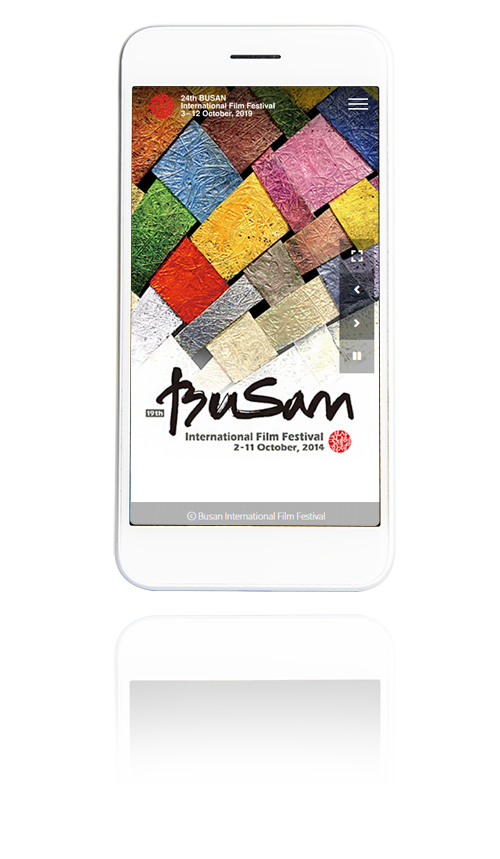 24th BUSAN
International Film Festival
3–12 October, 2019
19th BuSan
International Film Festival
2-11 October, 2014
ⓒ Busan International Film Festival